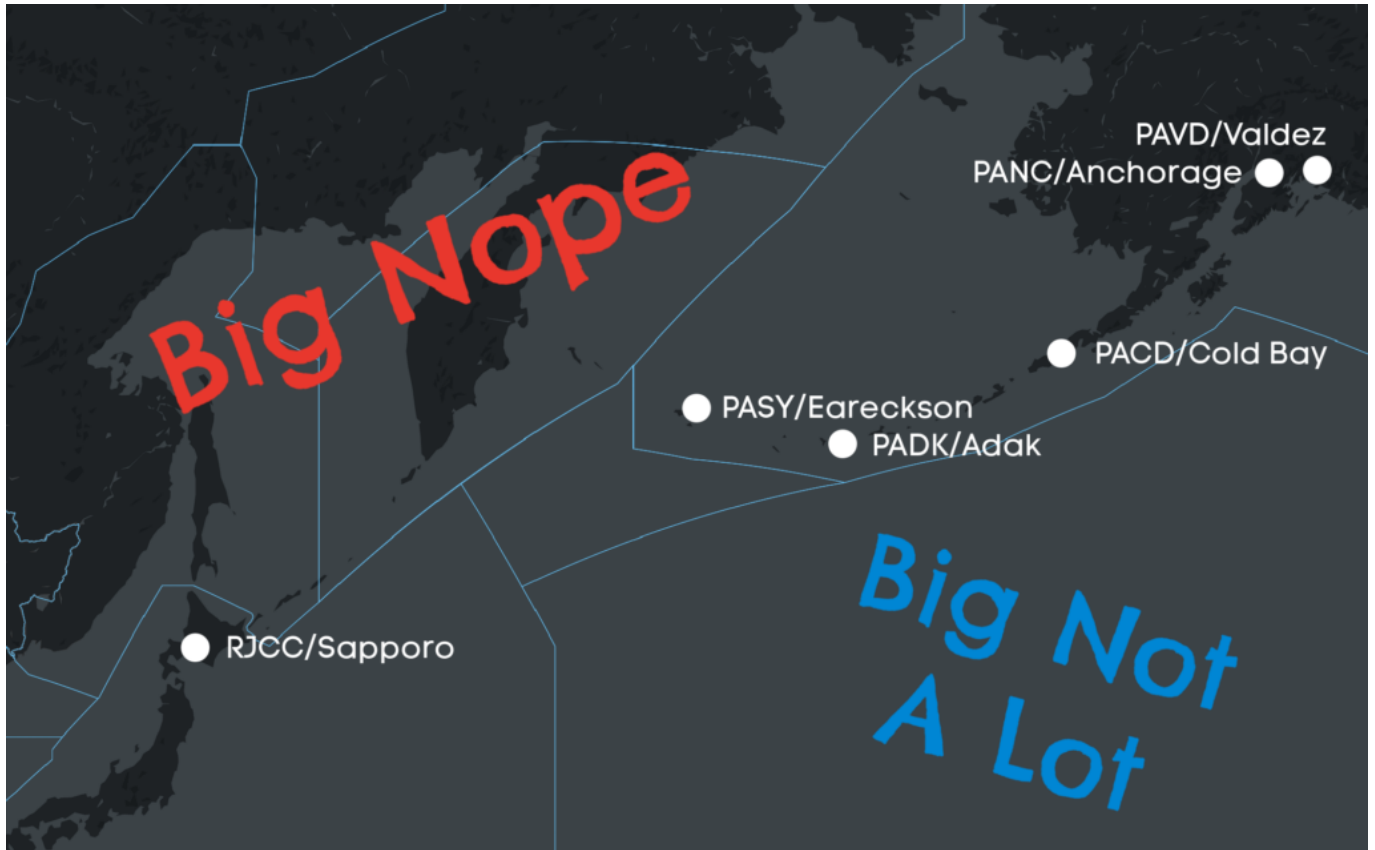 PAVD/Valdez
PANC/Anchorage
Big Nope
PACD/Cold Bay
PASY/Eareckson
PADK/Adak
Big Not
A Lot
RJCC/Sapporo